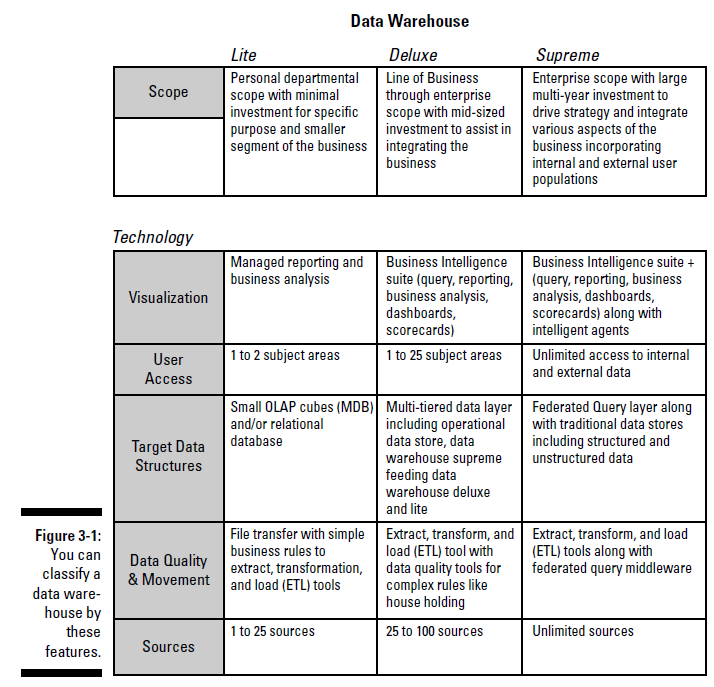 Data Warehouse
Lite
Deluxe
Supreme
Scope
Personal departmental
scope with minimal
investment for specific
purpose and smaller
segment of the business
Line of Business
through enterprise
scope with mid-sized
investment to assist in
integrating the
business
Enterprise scope with large
multi-year investment to
drive strategy and integrate
various aspects of the
business incorporating
internal and external user
populations
Technology
Visualization
Managed reporting and
business analysis
Business Intelligence
suite (query, reporting,
business analysis,
dashboards,
scorecards)
Business Intelligence suite +
(query, reporting, business
analysis, dashboards,
scorecards) along with
intelligent agents
User
Access
1 to 2 subject areas
1 to 25 subject areas
Unlimited access to internal
and external data
Target Data
Structures
Small OLAP cubes (MDB)
and/or relational
database
Multi-tiered data layer
including operational
data store, data
warehouse supreme
feeding data
warehouse deluxe
and lite
Federated Query layer along
with traditional data stores
including structured and
unstructured data
Data Quality
& Movement
File transfer with simple
business rules to
extract, transformation,
and load (ETL) tools
Extract, transform, and
load (ETL) tool with
data quality tools for
complex rules like
house holding
Extract, transform, and load
(ETL) tools along with
federated query middleware
Sources
1 to 25 sources
25 to 100 sources
Unlimited sources
Figure 3-1:
You can
classify a
data ware-
house by
these
features.